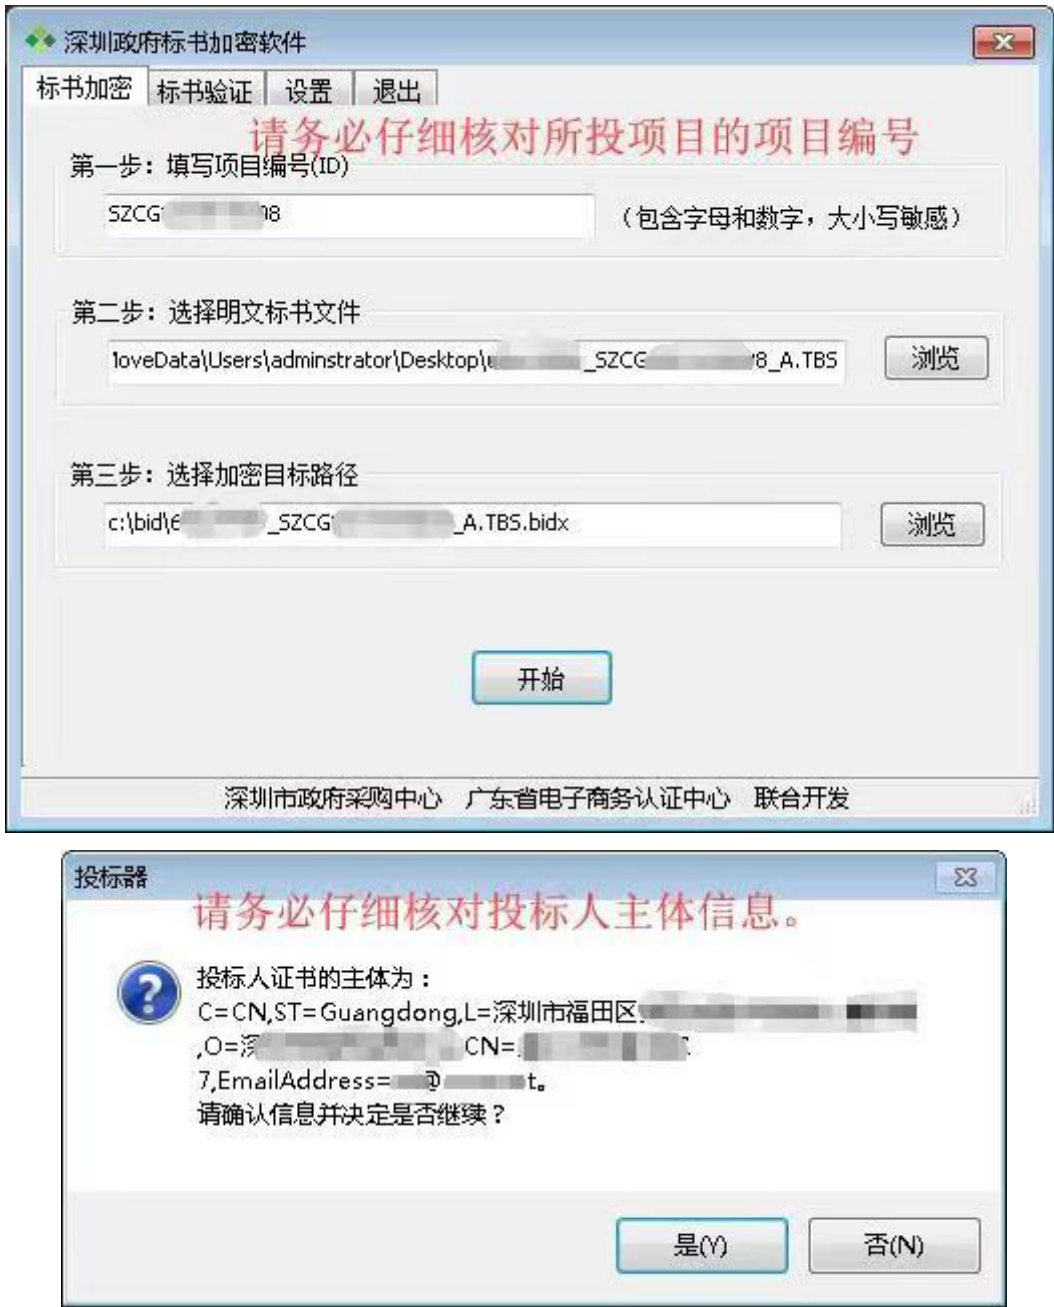 深圳政府标书加密软件
标书加密 标书验证 设置 退出
请务必仔细核对所投项目的项目编号
第一步：填写项目编号(ID)
SZCG 08 （包含字母和数字，大小写敏感）
第二步：选择明文标书文件
loveData\Users\adminstrator\Desktop\ _SZCG 8_A.TBS 浏览
第三步：选择加密目标路径
c:\bid\6 _SZCG _A.TBS.bidx 浏览
开始
深圳市政府采购中心 广东省电子商务认证中心 联合开发
投标器
请务必仔细核对投标人主体信息。
投标人证书的主体为：
C=CN,ST=Guangdong,L=深圳市福田区
,O=深 CN=
7,EmailAddress= @ t。
请确认信息并决定是否继续？
是(Y) 否(N)